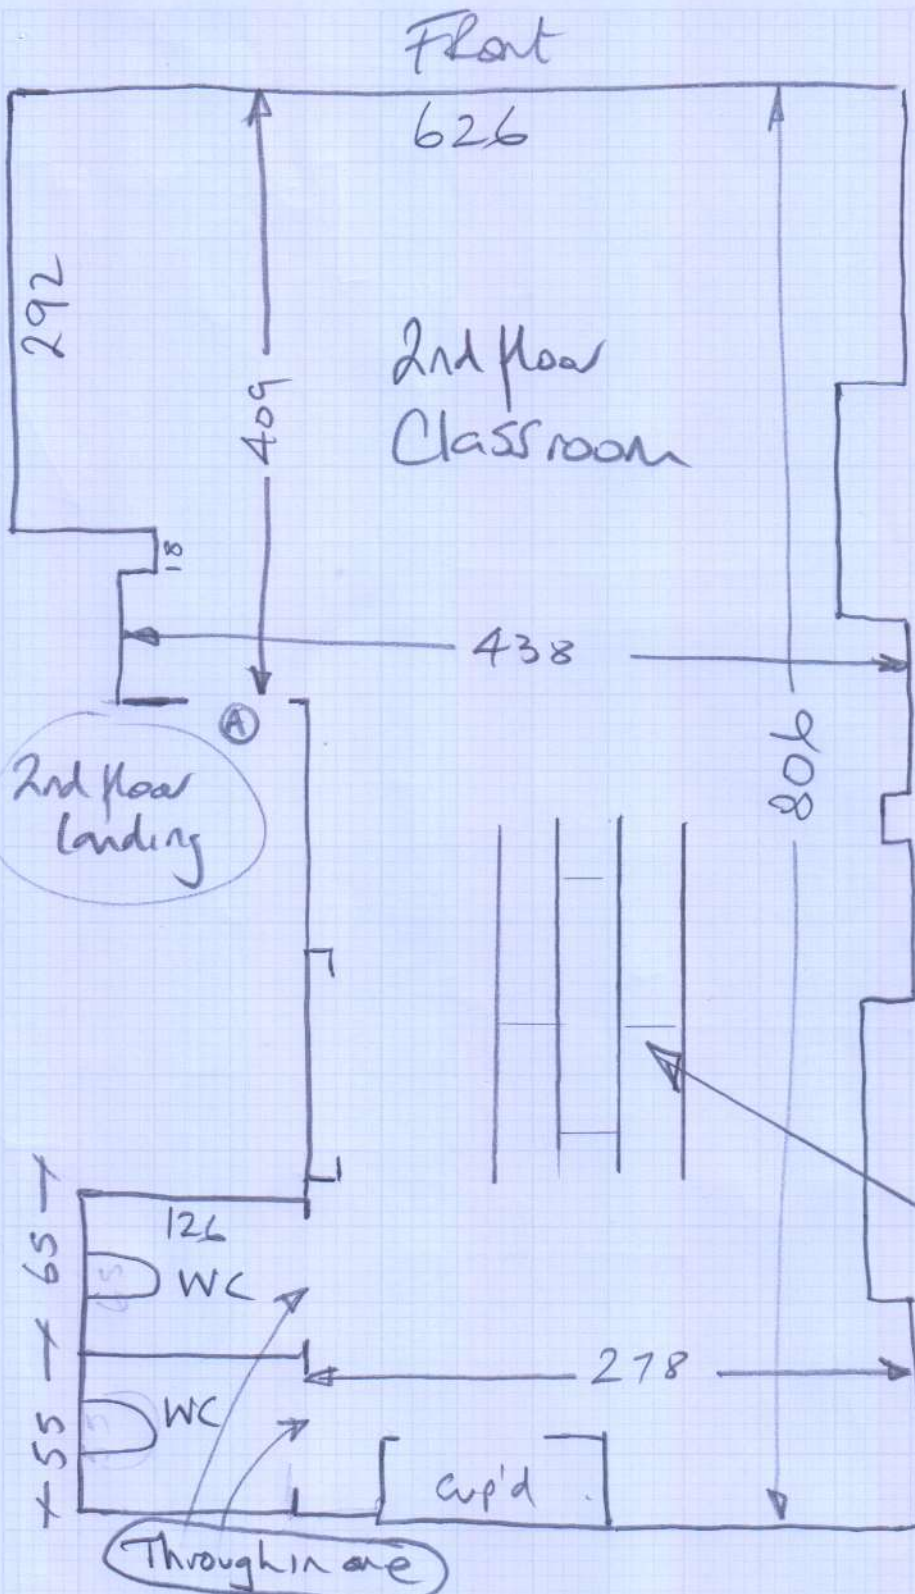 Front
626
292
409
2nd floor
Classroom
18
438
A
2nd floor
landing
806
126
65
WC
278
55
WC
Cup'd
Through in one